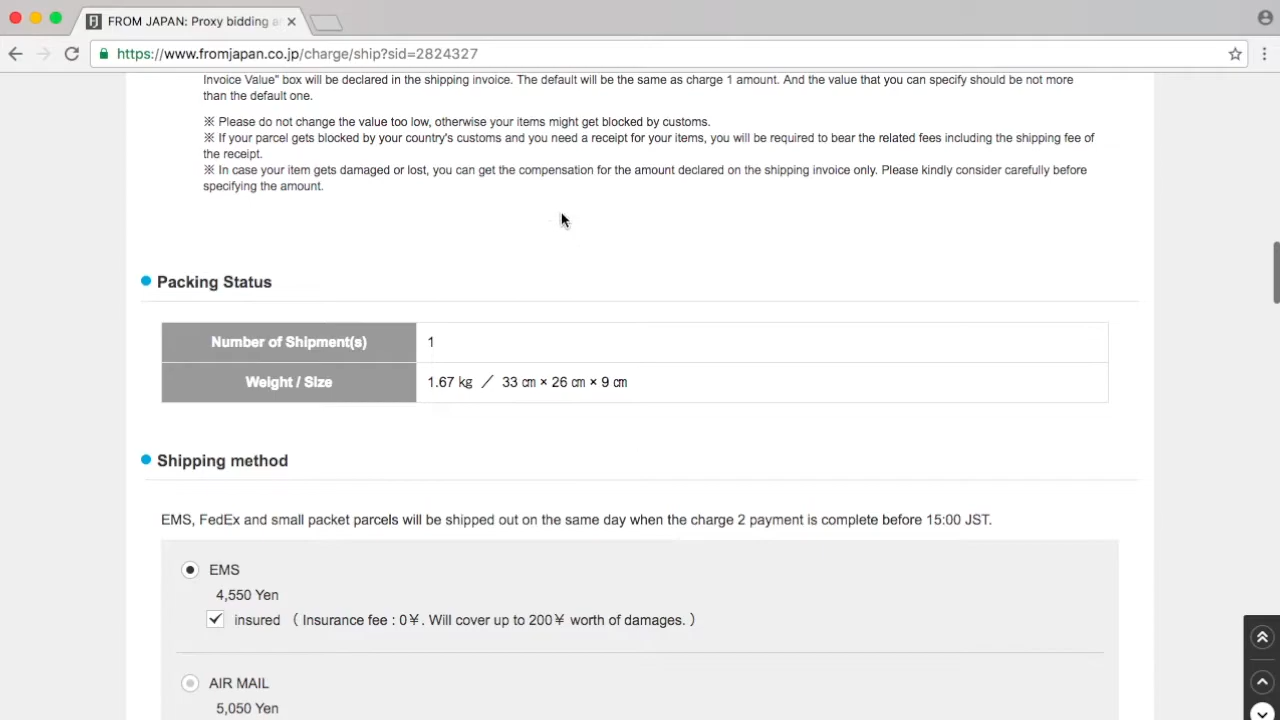 FROM JAPAN: Proxy bidding a
https://www.fromjapan.co.jp/charge/ship?sid=2824327
Invoice Value" box will be declared in the shipping invoice. The default will be the same as charge 1 amount. And the value that you can specify should be not more
than the default one.
※ Please do not change the value too low, otherwise your items might get blocked by customs.
※ If your parcel gets blocked by your country's customs and you need a receipt for your items, you will be required to bear the related fees including the shipping fee of
the receipt.
※ In case your item gets damaged or lost, you can get the compensation for the amount declared on the shipping invoice only. Please kindly consider carefully before
specifying the amount.
Packing Status
Number of Shipment(s) 1
Weight / Size 1.67 kg ／ 33 ㎝ × 26 ㎝ × 9 ㎝
Shipping method
EMS, FedEx and small packet parcels will be shipped out on the same day when the charge 2 payment is complete before 15:00 JST.
EMS
4,550 Yen
insured （ Insurance fee : 0￥. Will cover up to 200￥ worth of damages. ）
AIR MAIL
5,050 Yen